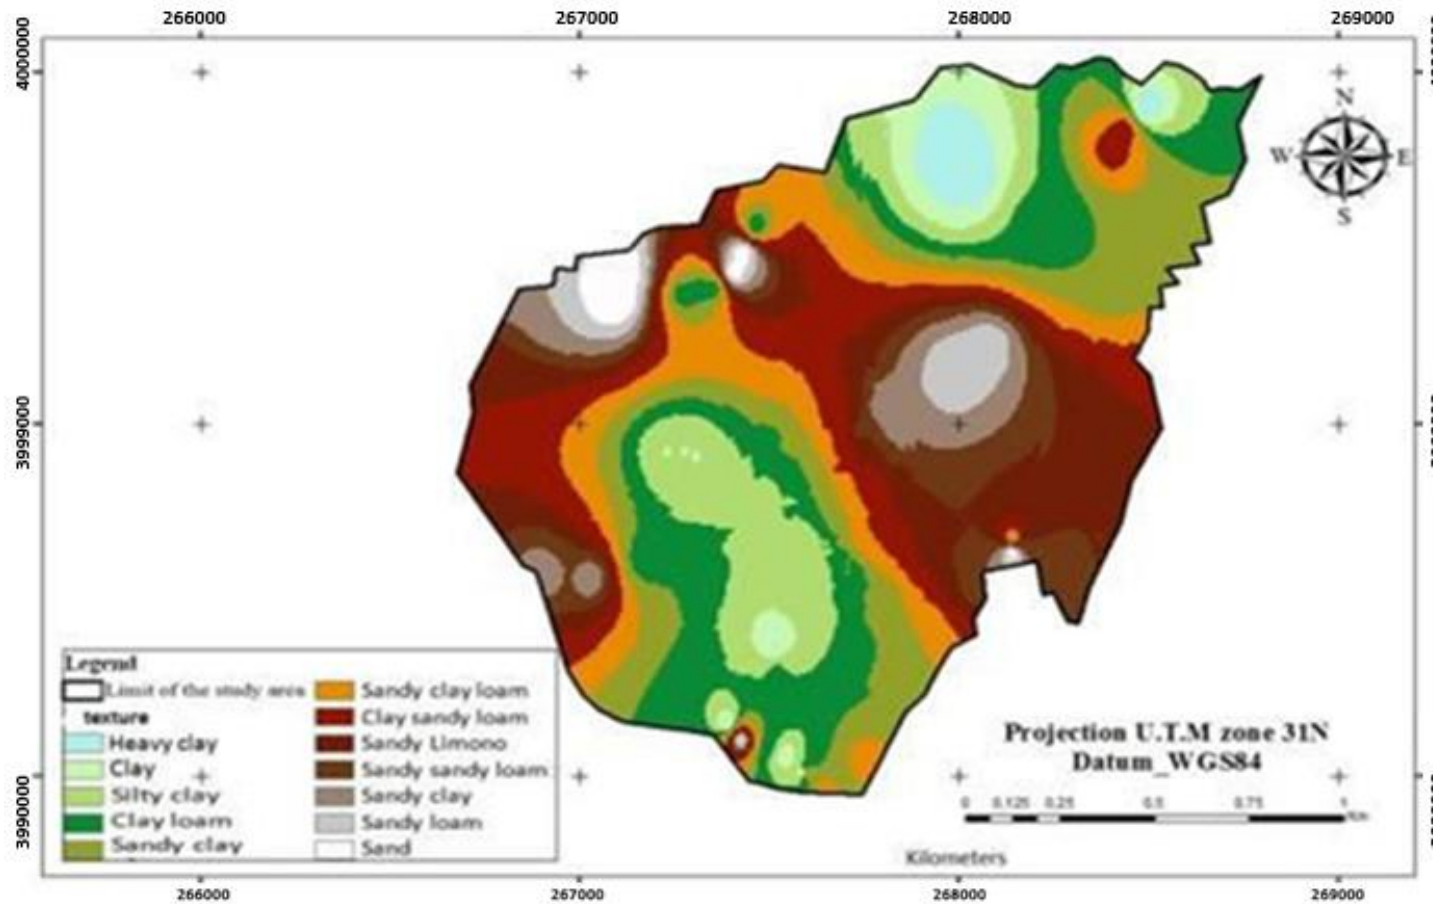 266000 267000 268000 269000
4000000
N
W E
S
3999000
Legend
Limit of the study area
texture
Heavy clay
Clay
Silty clay
Clay loam
Sandy clay
Sandy clay loam
Clay sandy loam
Sandy Limono
Sandy sandy loam
Sandy clay
Sandy loam
Sand
Projection U.T.M zone 31N
Datum_WGS84
0 0.125 0.25 0.5 0.75 1
Kilometers
3990000
266000 267000 268000 269000